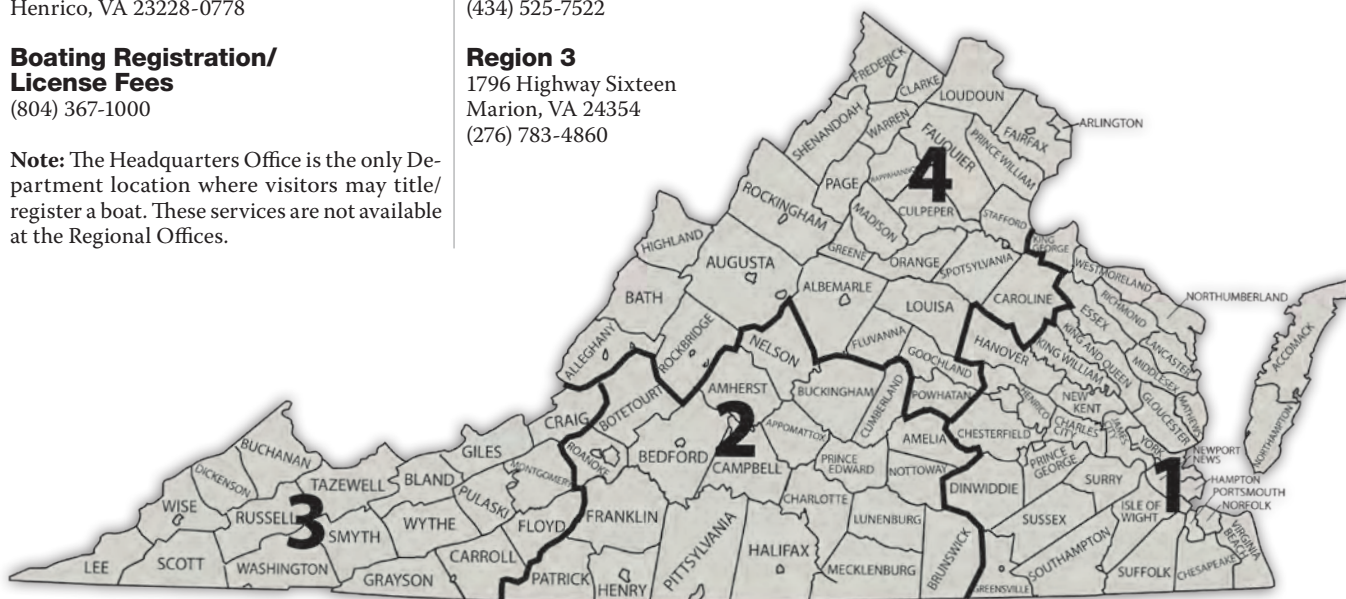 Henrico, VA 23228-0778
Boating Registration/
License Fees
(804) 367-1000
Note: The Headquarters Office is the only De-
partment location where visitors may title/
register a boat. These services are not available
at the Regional Offices.
(434) 525-7522
Region 3
1796 Highway Sixteen
Marion, VA 24354
(276) 783-4860
FREDERICK
CLARKE
LOUDOUN
SHENANDOAH
WARREN
FAUQUIER
PRINCE WILLIAM
FAIRFAX
ARLINGTON
4
PAGE
RAPPAHANNOCK
ROCKINGHAM
MADISON
CULPEPER
STAFFORD
KING
GEORGE
HIGHLAND
GREENE
ORANGE
SPOTSYLVANIA
WESTMORELAND
AUGUSTA
ALBEMARLE
CAROLINE
RICHMOND
NORTHUMBERLAND
BATH
LOUISA
ESSEX
ACCOMACK
ALLEGHANY
ROCKBRIDGE
NELSON
FLUVANNA
GOOCHLAND
HANOVER
KING WILLIAM
KING AND QUEEN
LANCASTER
MIDDLESEX
CRAIG
BOTETOURT
AMHERST
BUCKINGHAM
CUMBERLAND
POWHATAN
HENRICO
NEW
KENT
GLOUCESTER
MATHEWS
NORTHAMPTON
2
APPOMATTOX
AMELIA
CHESTERFIELD
CHARLES
CITY
JAMES
CITY
YORK
NEWPORT
NEWS
BUCHANAN
GILES
ROANOKE
BEDFORD
CAMPBELL
PRINCE
EDWARD
NOTTOWAY
PRINCE
GEORGE
DICKENSON
TAZEWELL
BLAND
MONTGOMERY
PULASKI
CHARLOTTE
DINWIDDIE
SURRY
1
HAMPTON
PORTSMOUTH
NORFOLK
WISE
RUSSELL
3
SMYTH
WYTHE
FLOYD
FRANKLIN
PITTSYLVANIA
HALIFAX
LUNENBURG
SUSSEX
ISLE OF
WIGHT
VIRGINIA
BEACH
LEE
SCOTT
WASHINGTON
GRAYSON
CARROLL
PATRICK
HENRY
MECKLENBURG
BRUNSWICK
GREENSVILLE
SOUTHAMPTON
SUFFOLK
CHESAPEAKE